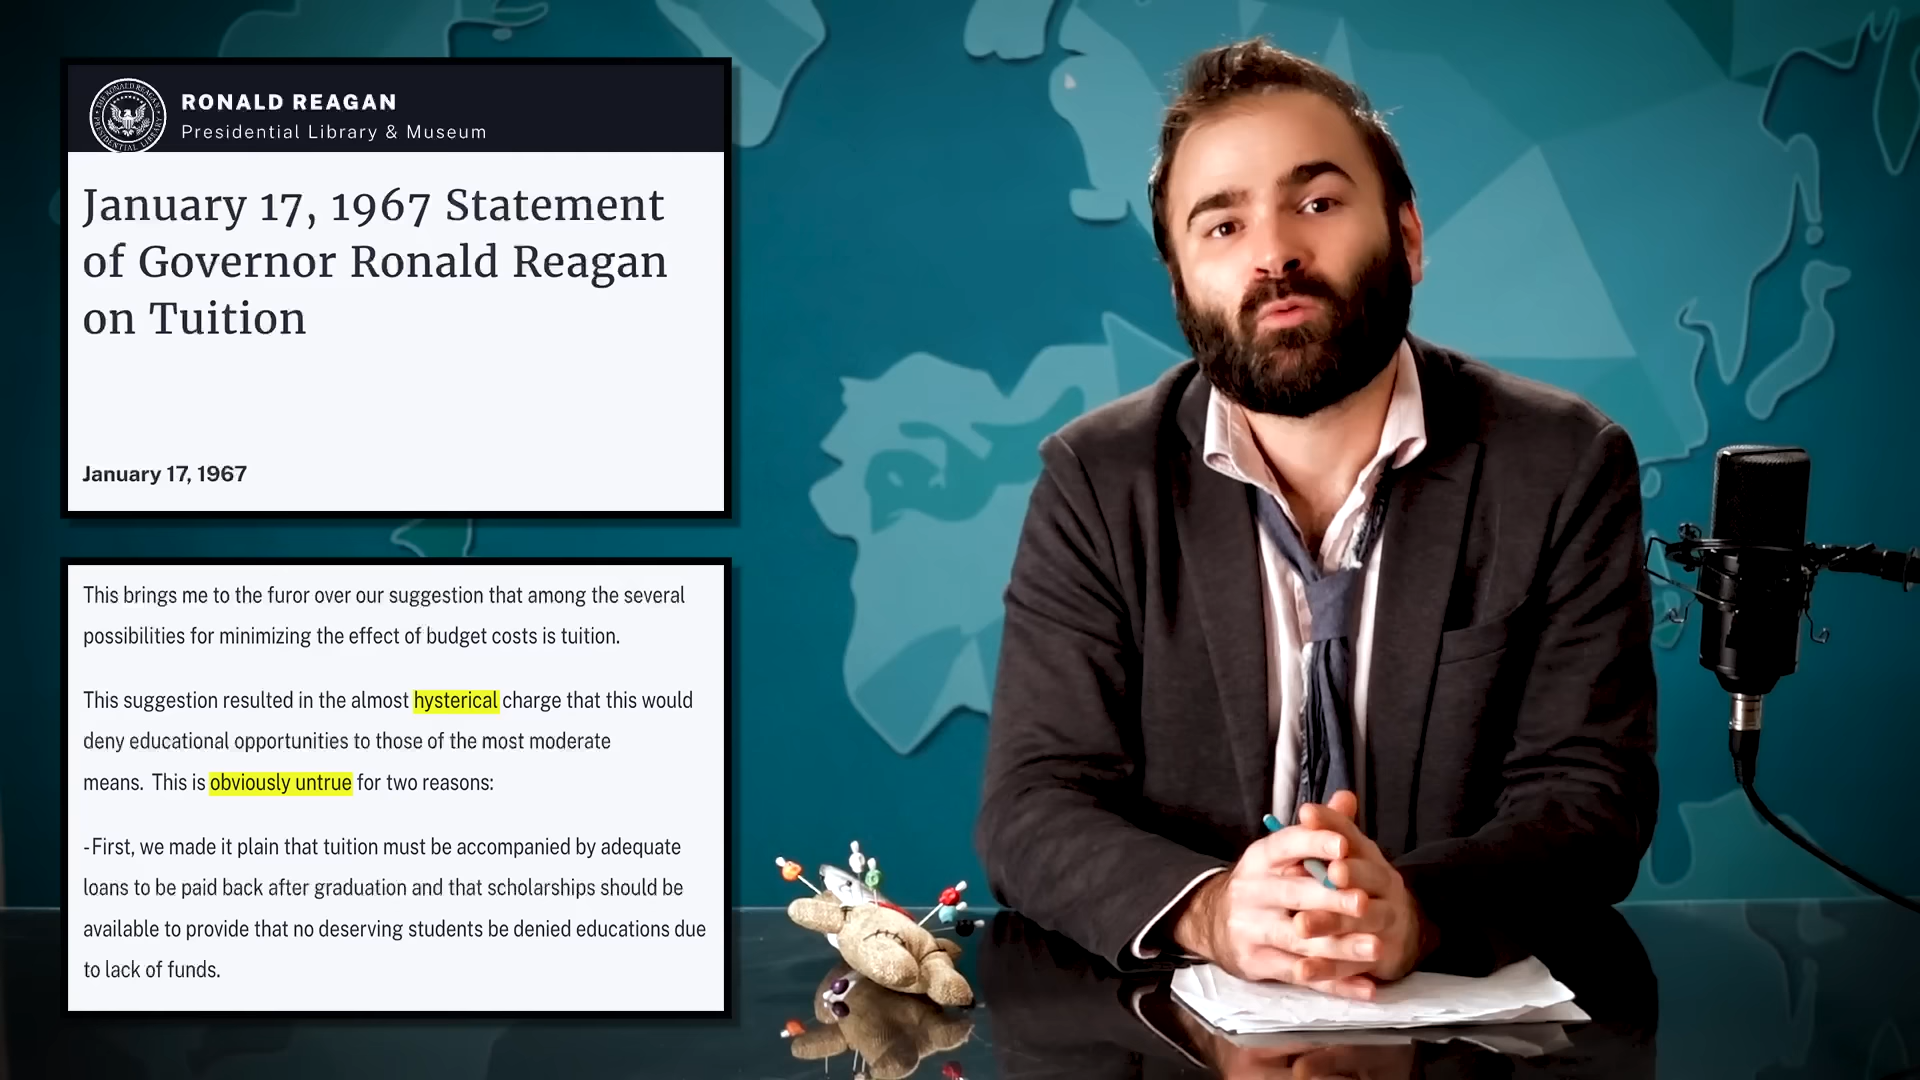 RONALD REAGAN
Presidential Library & Museum
January 17, 1967 Statement
of Governor Ronald Reagan
on Tuition
January 17, 1967
This brings me to the furor over our suggestion that among the several
possibilities for minimizing the effect of budget costs is tuition.
This suggestion resulted in the almost hysterical charge that this would
deny educational opportunities to those of the most moderate
means.  This is obviously untrue for two reasons:
-First, we made it plain that tuition must be accompanied by adequate
loans to be paid back after graduation and that scholarships should be
available to provide that no deserving students be denied educations due
to lack of funds.